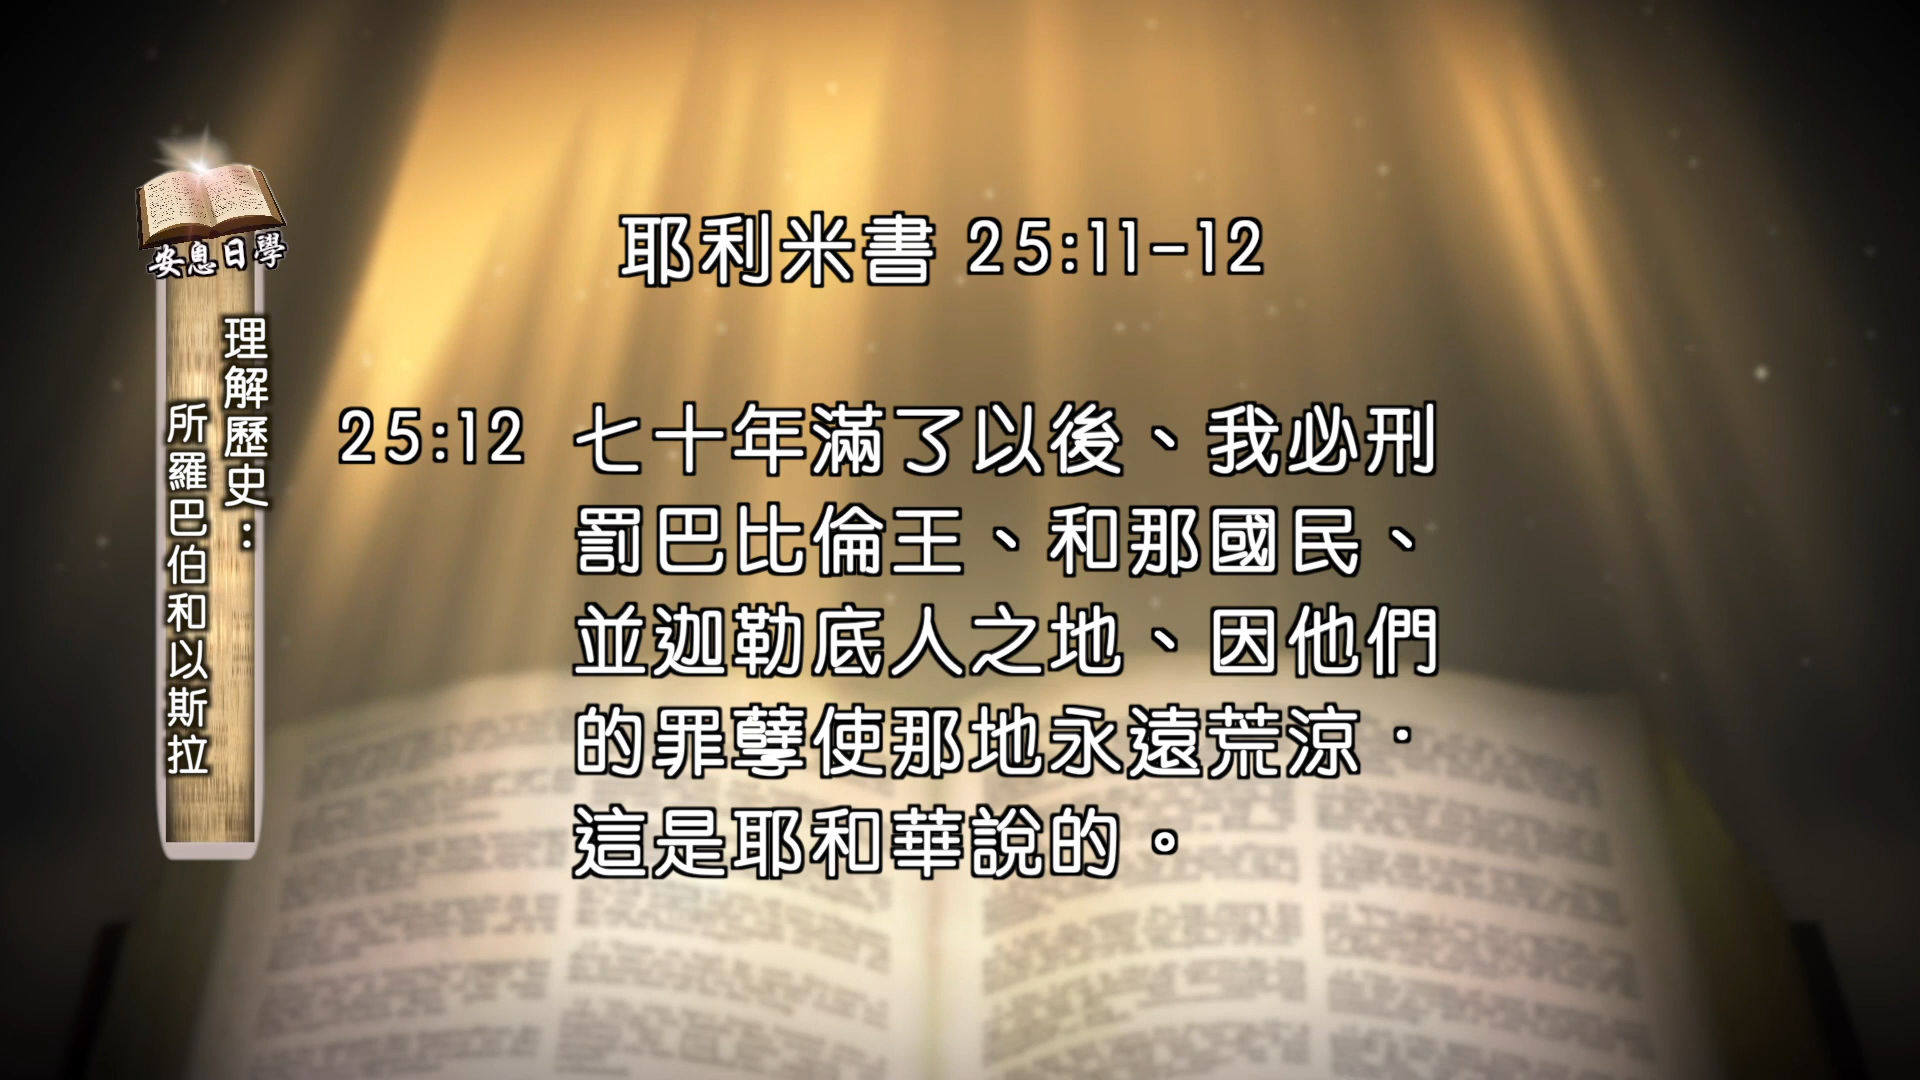 安息日學
理解歷史：
所羅巴伯和以斯拉
耶利米書 25:11-12
25:12 七十年滿了以後、我必刑
罰巴比倫王、和那國民、
並迦勒底人之地、因他們
的罪孽使那地永遠荒涼．
這是耶和華說的。